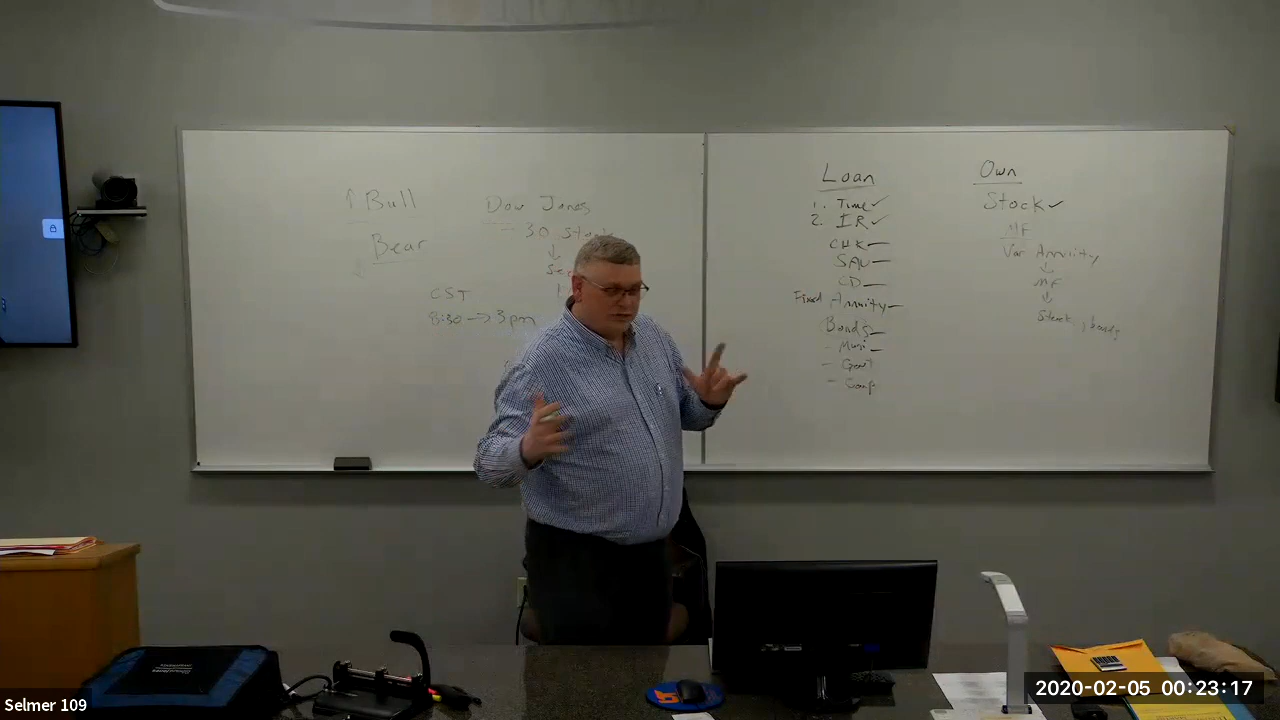 ↑ Bull
Bear
Dow Jones
- 30 Stocks
CST
8:30 → 3pm
Loan
1. Time ✓
2. IR ✓
CHK —
SAV —
CD —
Fixed Annuity —
Bonds —
- Muni —
- Govt
- Corp
Own
Stock ✓
MF
Var Annuity
↓
MF
↓
Stock, bonds
Selmer 109
2020-02-05 00:23:17